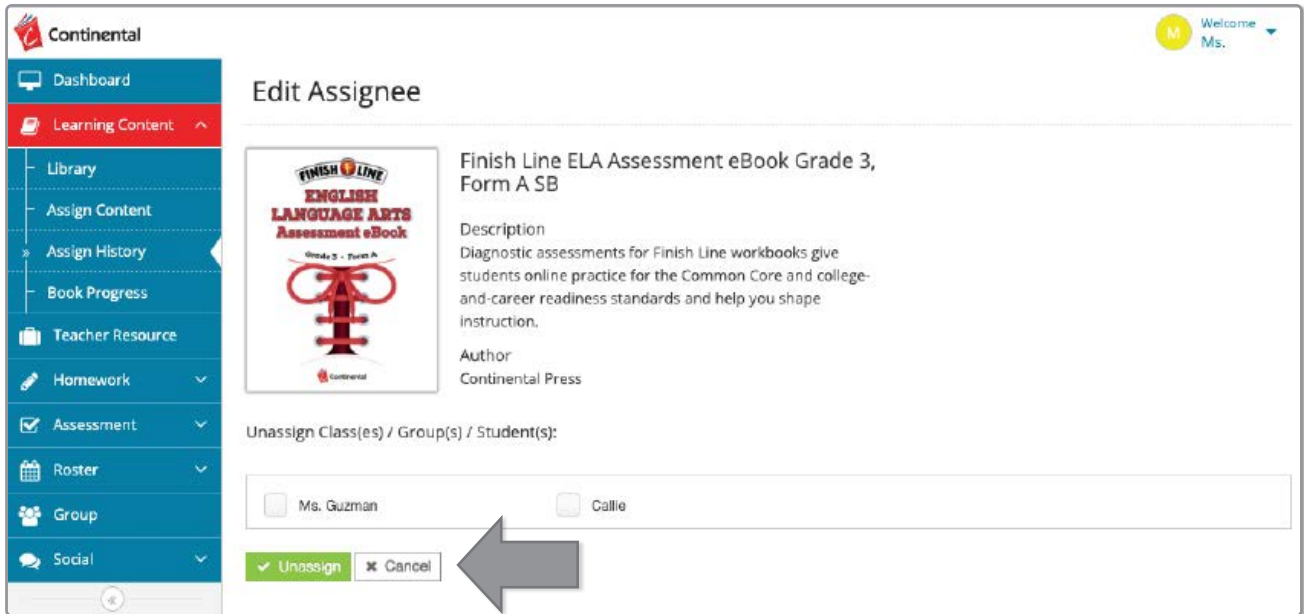 Continental
Welcome
Ms.
M
Dashboard
Learning Content
Library
Assign Content
Assign History
Book Progress
Teacher Resource
Homework
Assessment
Roster
Group
Social
Edit Assignee
FINISH LINE
ENGLISH
LANGUAGE ARTS
Assessment eBook
Grade 3 - Form A
Continental
Finish Line ELA Assessment eBook Grade 3,
Form A SB
Description
Diagnostic assessments for Finish Line workbooks give
students online practice for the Common Core and college-
and-career readiness standards and help you shape
instruction.
Author
Continental Press
Unassign Class(es) / Group(s) / Student(s):
Ms. Guzman
Callie
Unassign
Cancel